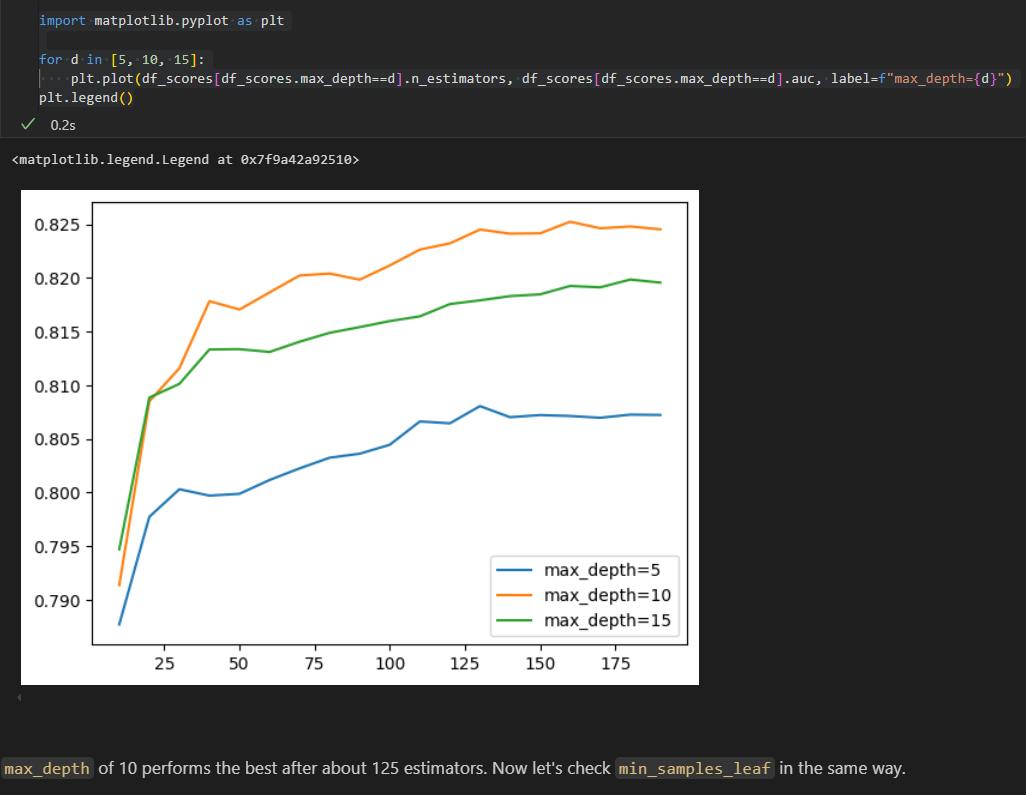 import matplotlib.pyplot as plt
for d in [5, 10, 15]:
    plt.plot(df_scores[df_scores.max_depth==d].n_estimators, df_scores[df_scores.max_depth==d].auc, label=f"max_depth={d}")
plt.legend()
0.2s
<matplotlib.legend.Legend at 0x7f9a42a92510>
0.825
0.820
0.815
0.810
0.805
0.800
0.795
0.790
max_depth=5
max_depth=10
max_depth=15
25 50 75 100 125 150 175
max_depth of 10 performs the best after about 125 estimators. Now let's check min_samples_leaf in the same way.